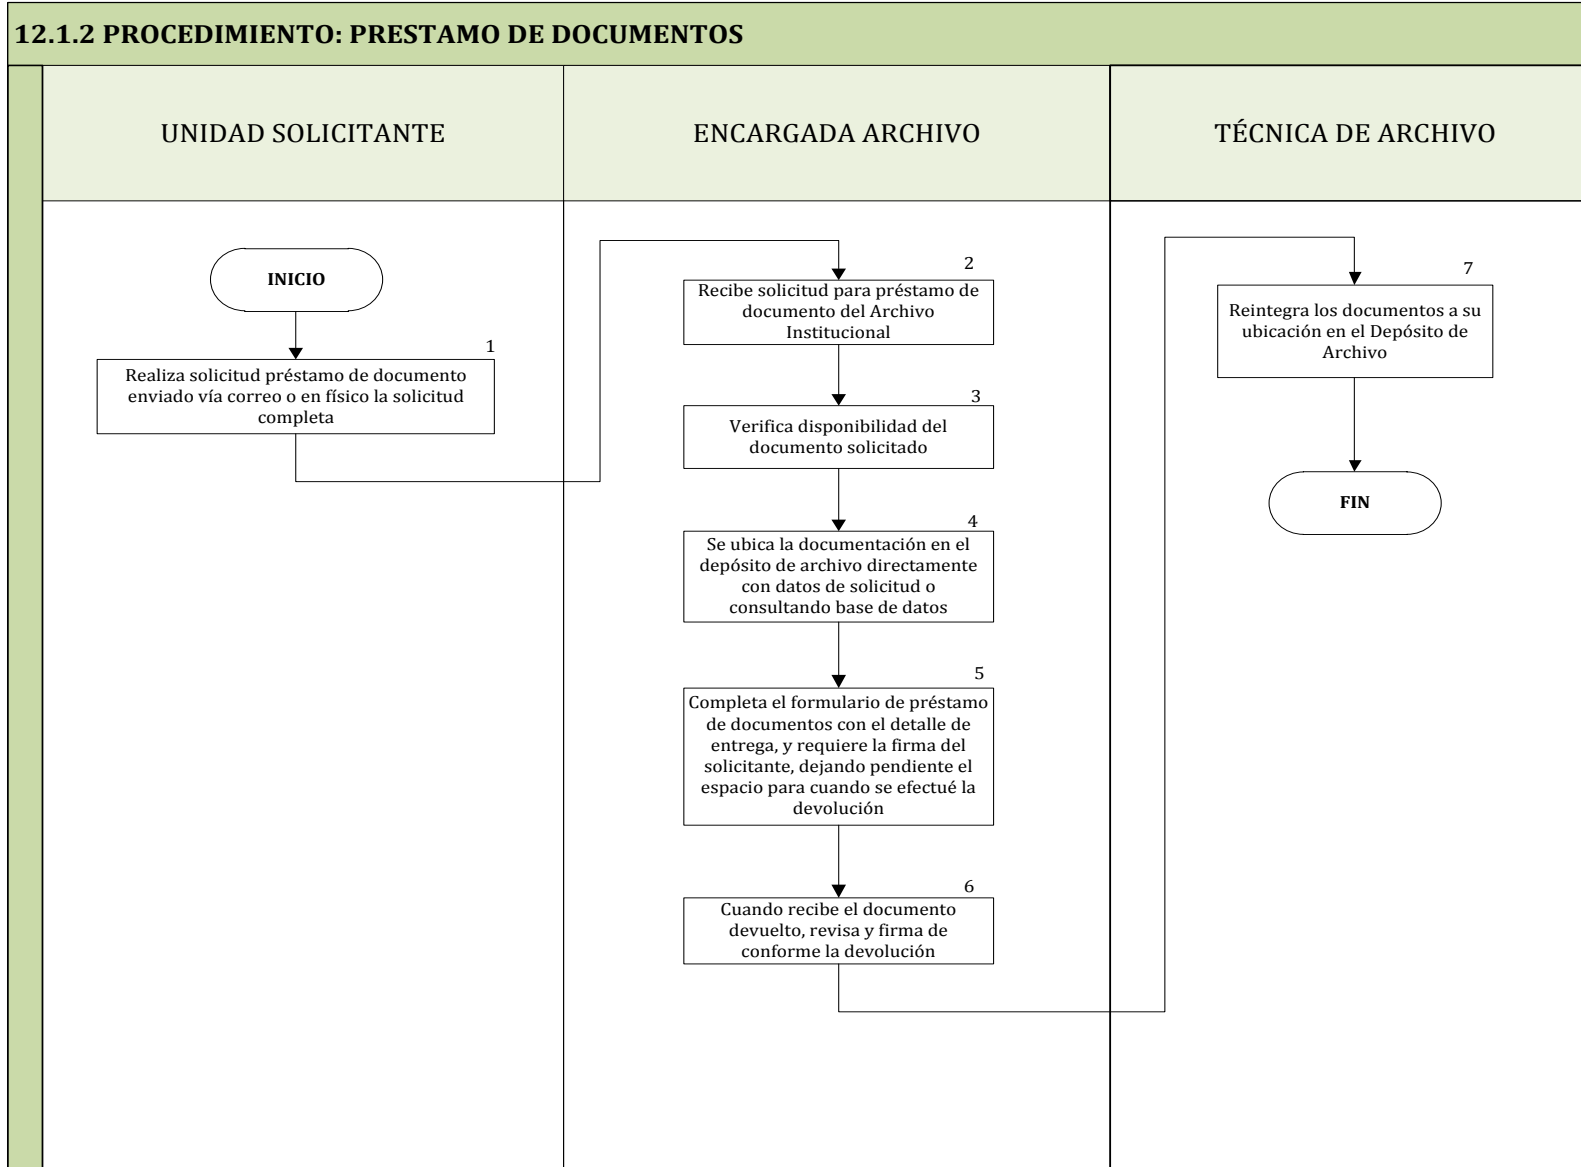 12.1.2 PROCEDIMIENTO: PRESTAMO DE DOCUMENTOS
UNIDAD SOLICITANTE
ENCARGADA ARCHIVO
TÉCNICA DE ARCHIVO
INICIO
1
Realiza solicitud préstamo de documento
enviado vía correo o en físico la solicitud
completa
2
Recibe solicitud para préstamo de
documento del Archivo
Institucional
3
Verifica disponibilidad del
documento solicitado
4
Se ubica la documentación en el
depósito de archivo directamente
con datos de solicitud o
consultando base de datos
5
Completa el formulario de préstamo
de documentos con el detalle de
entrega, y requiere la firma del
solicitante, dejando pendiente el
espacio para cuando se efectué la
devolución
6
Cuando recibe el documento
devuelto, revisa y firma de
conforme la devolución
7
Reintegra los documentos a su
ubicación en el Depósito de
Archivo
FIN